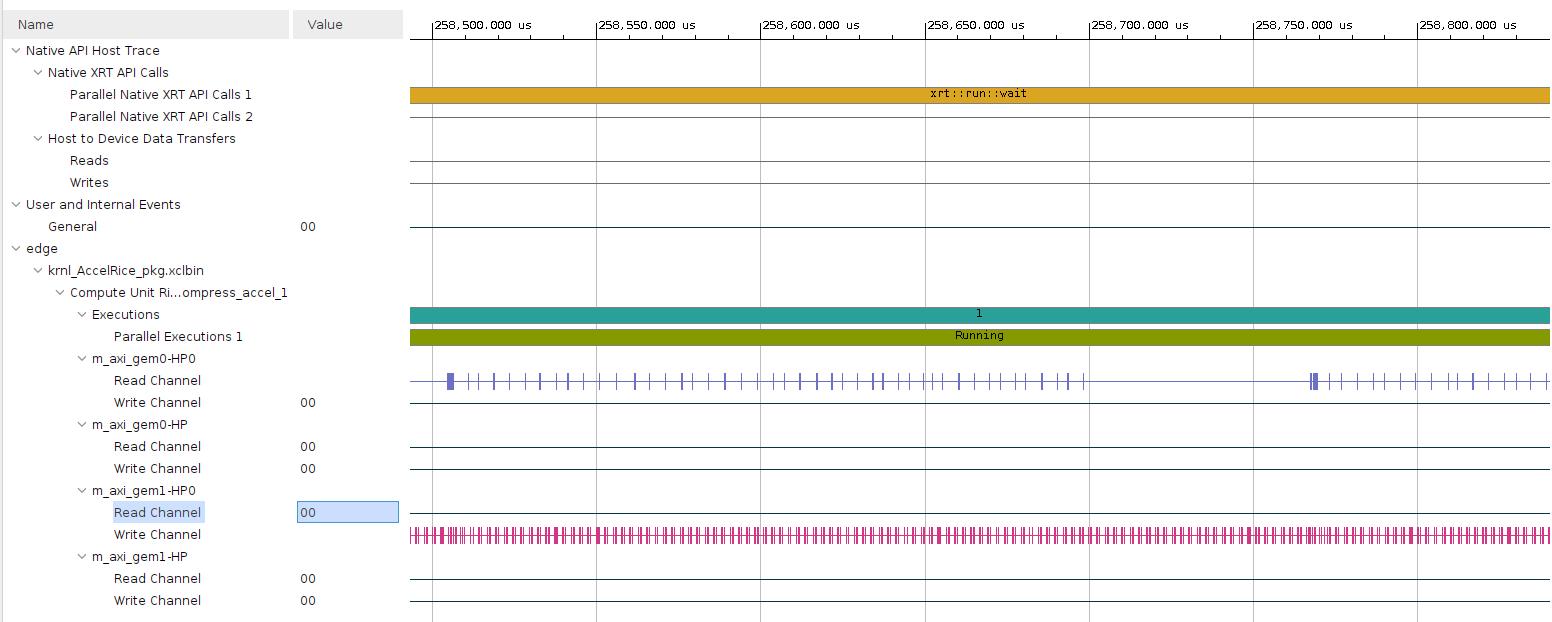 Name Value 258,500.000 us 258,550.000 us 258,600.000 us 258,650.000 us 258,700.000 us 258,750.000 us 258,800.000 us
Native API Host Trace
Native XRT API Calls
Parallel Native XRT API Calls 1 xrt::run::wait
Parallel Native XRT API Calls 2
Host to Device Data Transfers
Reads
Writes
User and Internal Events
General 00
edge
krnl_AccelRice_pkg.xclbin
Compute Unit Ri...ompress_accel_1
Executions 1
Parallel Executions 1 Running
m_axi_gem0-HP0
Read Channel
Write Channel 00
m_axi_gem0-HP
Read Channel 00
Write Channel 00
m_axi_gem1-HP0
Read Channel 00
Write Channel
m_axi_gem1-HP
Read Channel 00
Write Channel 00